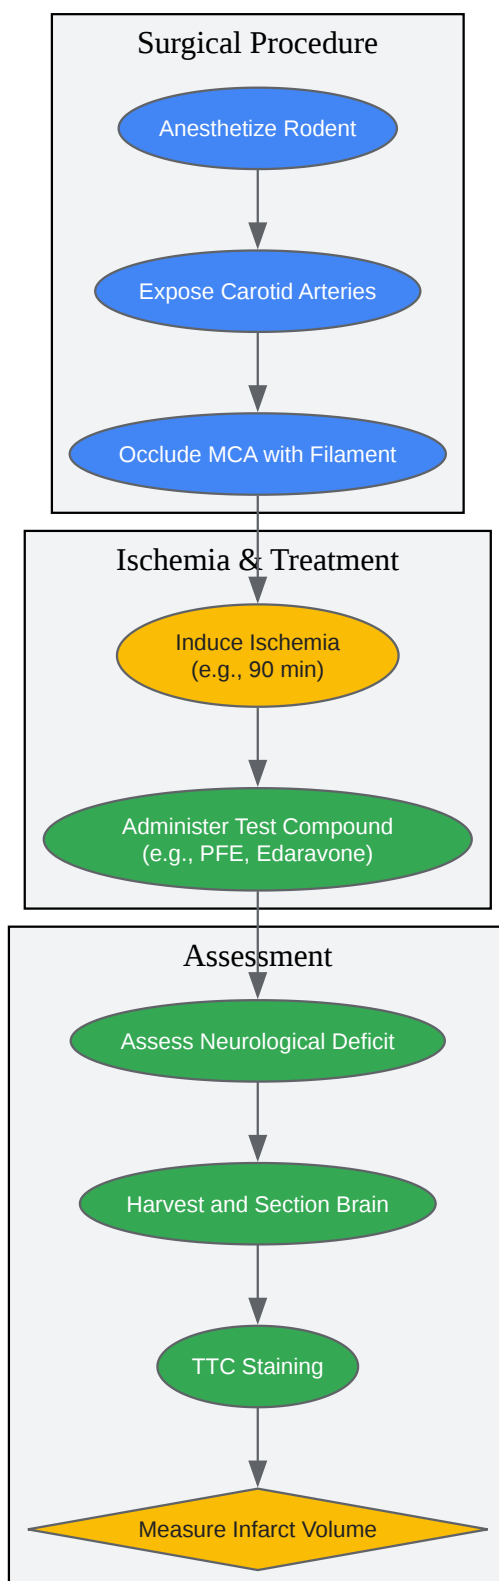 Surgical Procedure
Anesthetize Rodent
Expose Carotid Arteries
Occlude MCA with Filament
Ischemia & Treatment
Induce Ischemia
(e.g., 90 min)
Administer Test Compound
(e.g., PFE, Edaravone)
Assessment
Assess Neurological Deficit
Harvest and Section Brain
TTC Staining
Measure Infarct Volume